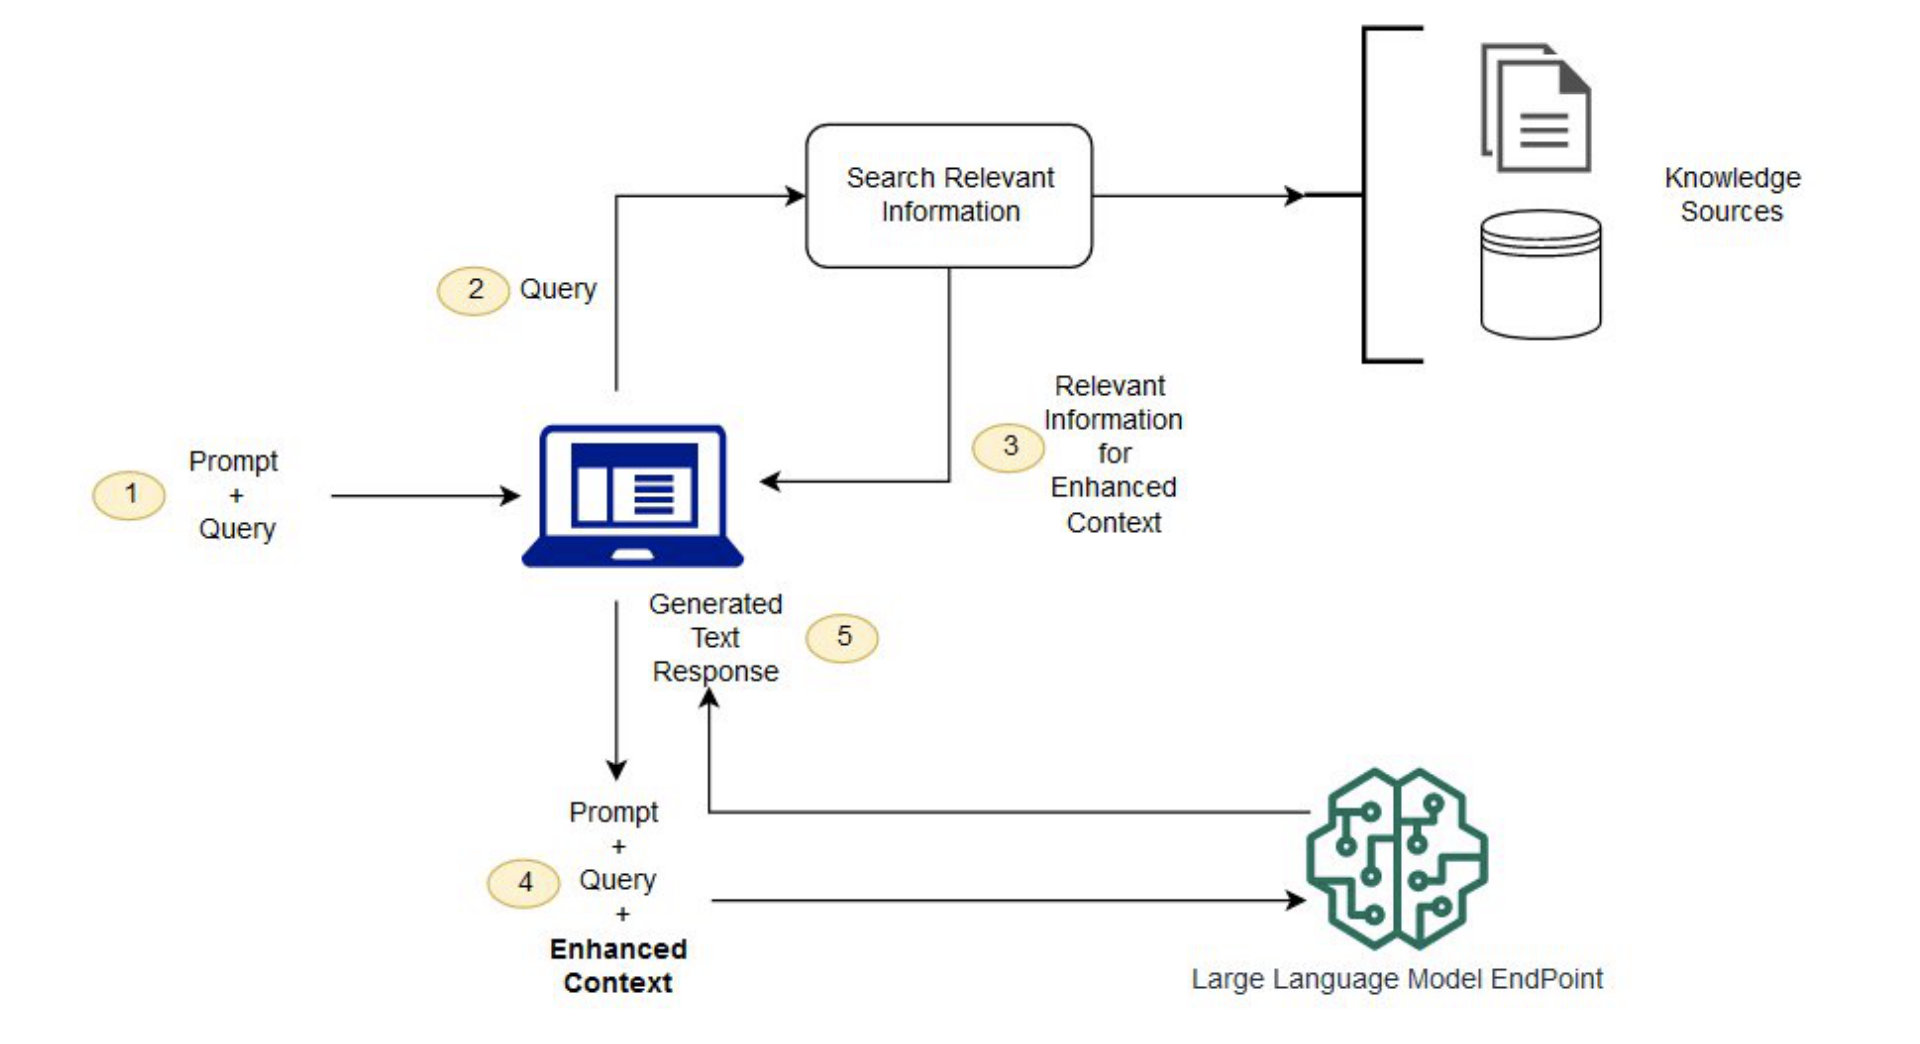 1
Prompt
+
Query
2
Query
Search Relevant
Information
Knowledge
Sources
3
Relevant
Information
for
Enhanced
Context
Generated
Text
Response
5
4
Prompt
+
Query
+
Enhanced
Context
Large Language Model EndPoint